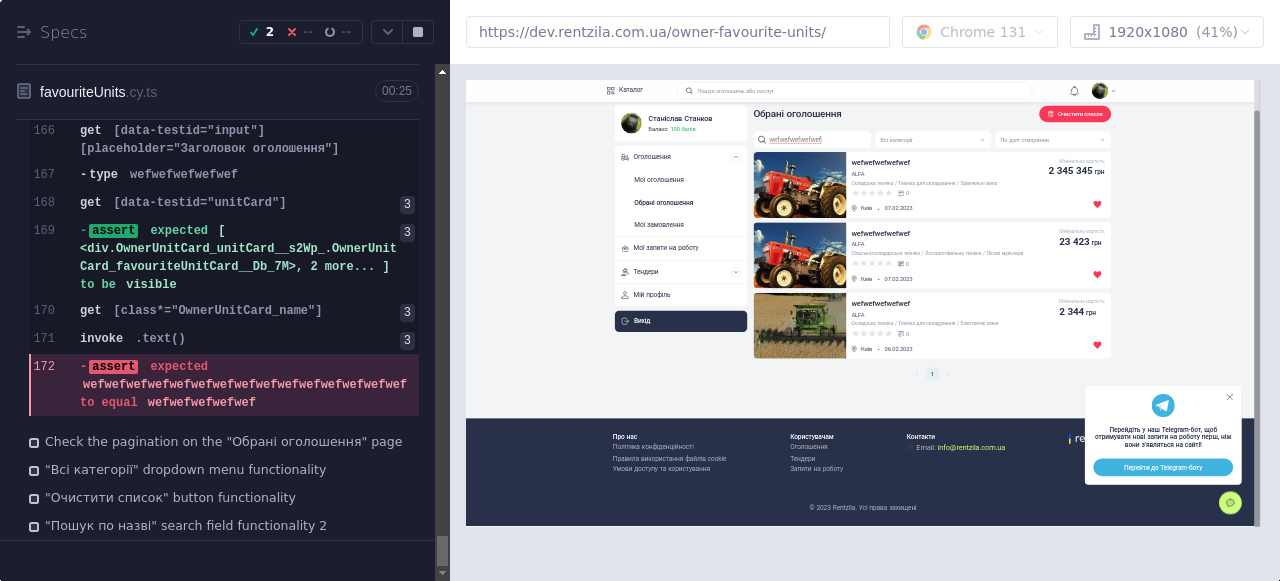 Specs
2
--
--
https://dev.rentzila.com.ua/owner-favourite-units/
Chrome 131
1920x1080 (41%)
favouriteUnits.cy.ts
00:25
166 get [data-testid="input"]
[placeholder="Заголовок оголошення"]
167 -type wefwefwefwefwef
202 get [data-testid="unitCard"] 3
169 -assert expected [ 3
<div.OwnerUnitCard_unitCard__s2Wp_.OwnerUnit
Card_favouriteUnitCard__Db_7M>, 2 more... ]
to be visible
170 get [class*="OwnerUnitCard_name"] 3
171 invoke .text() 3
172 -assert expected
wefwefwefwefwefwefwefwefwefwefwefwefwefwefwef
to equal wefwefwefwefwef
Check the pagination on the "Обрані оголошення" page
"Всі категорії" dropdown menu functionality
"Очистити список" button functionality
"Пошук по назві" search field functionality 2
Каталог
Пошук оголошень або послуг
Станіслав Станков
Баланс: 100 балів
Оголошення
Мої оголошення
Обрані оголошення
Мої замовлення
Мої запити на роботу
Тендери
Мій профіль
Вихід
Обрані оголошення
Очистити список
wefwefwefwefwef
Всі категорії
По даті створення
wefwefwefwefwef
ALFA
Складська техніка / Техніка для складування /
0
Київ • 07.02.2023
Мінімальна вартість
2 345 345 грн
wefwefwefwefwef
ALFA
Сільськогосподарська техніка / Лісозаготівельна техніка / Лісові мульчери
0
Київ • 07.02.2023
Мінімальна вартість
23 423 грн
wefwefwefwefwef
ALFA
Складська техніка / Техніка для складування / Електричні візки
0
Київ • 06.02.2023
Мінімальна вартість
2 344 грн
1
Про нас
Політика конфіденційності
Правила використання файлів cookie
Умови доступу та користування
Користувачам
Оголошення
Тендери
Запити на роботу
Контакти
Email: info@rentzila.com.ua
re
© 2023 Rentzila. Усі права захищені
Перейдіть у наш Telegram-бот, щоб
отримувати нові запити на роботу перш, ніж
вони з'являться на сайті!
Перейти до Telegram-боту